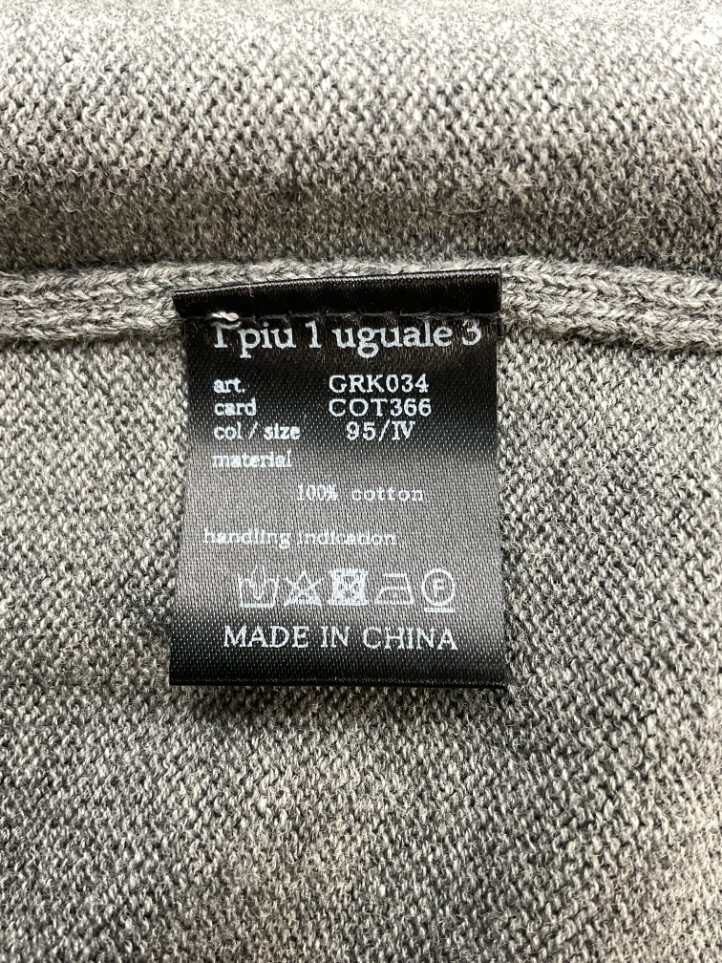 1 piu 1 uguale 3
art. GRK034
card COT366
col / size 95/IV
material
100% cotton
handling indication
MADE IN CHINA